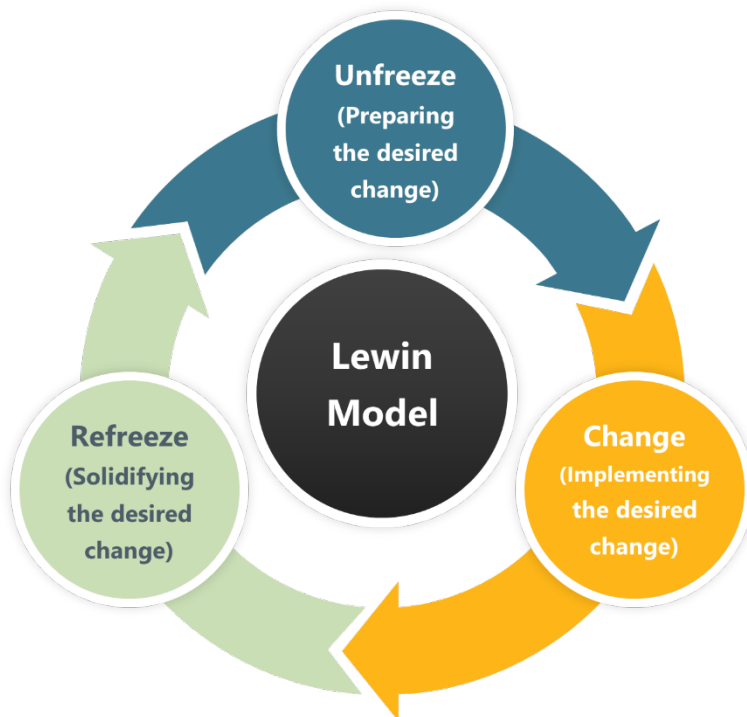 Unfreeze
(Preparing
the desired
change)
Lewin
Model
Change
(Implementing
the desired
change)
Refreeze
(Solidifying
the desired
change)